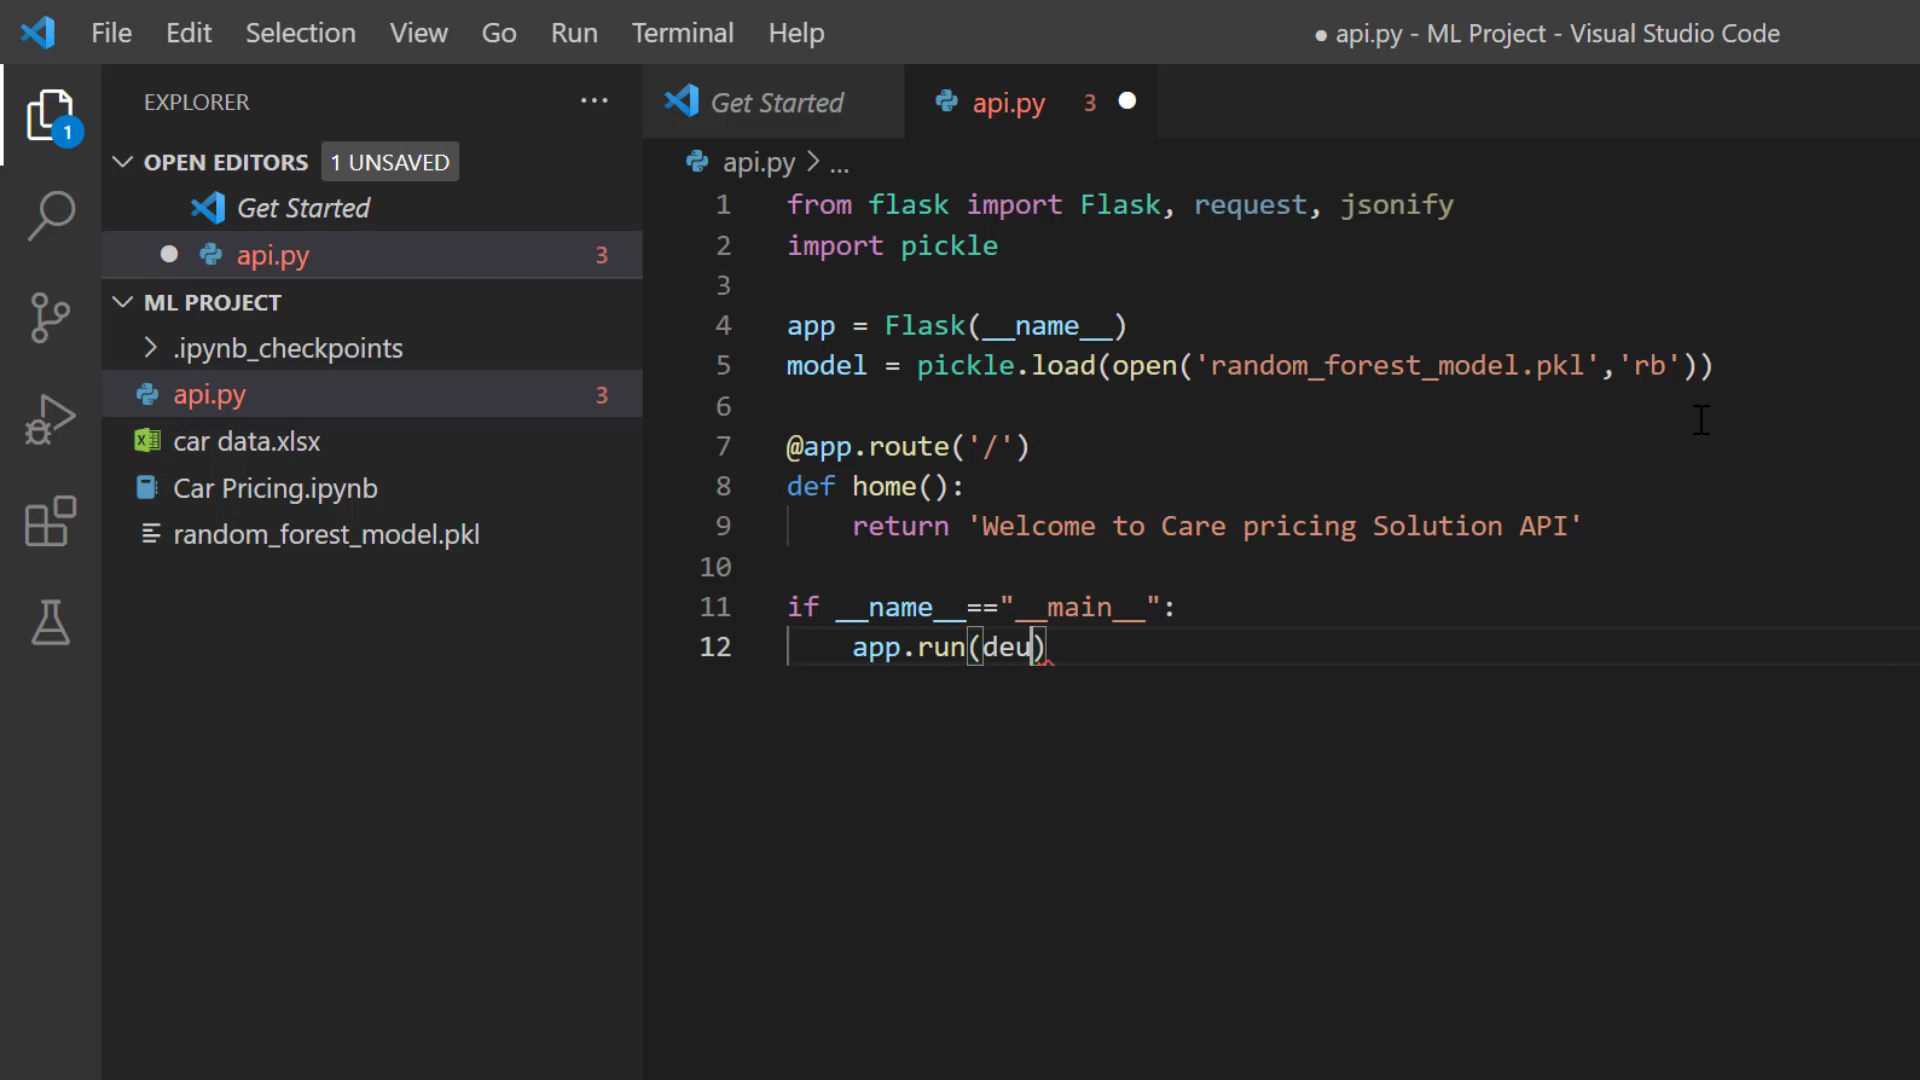 File Edit Selection View Go Run Terminal Help
● api.py - ML Project - Visual Studio Code
1
EXPLORER ...
OPEN EDITORS 1 UNSAVED
Get Started
api.py 3
ML PROJECT
.ipynb_checkpoints
api.py 3
car data.xlsx
Car Pricing.ipynb
random_forest_model.pkl
Get Started
api.py 3
api.py > ...
1 from flask import Flask, request, jsonify
2 import pickle
3
4 app = Flask(__name__)
5 model = pickle.load(open('random_forest_model.pkl','rb'))
6
7 @app.route('/')
8 def home():
9     return 'Welcome to Care pricing Solution API'
10
11 if __name__=="__main__":
12     app.run(deu)